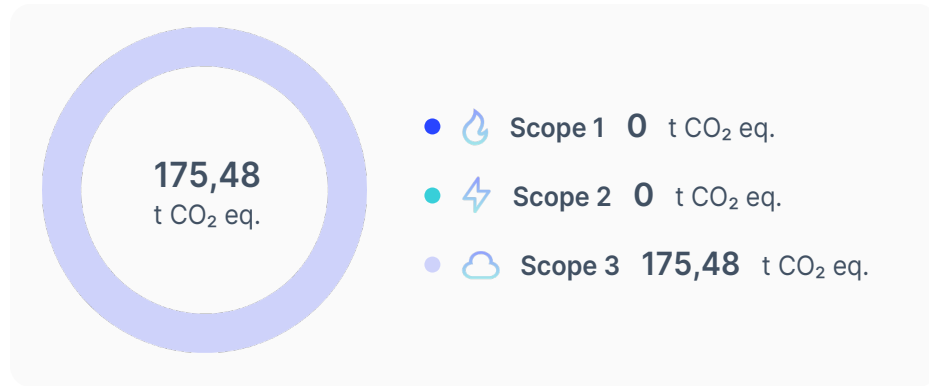 175,48
t CO₂ eq.
Scope 1 0 t CO₂ eq.
Scope 2 0 t CO₂ eq.
Scope 3 175,48 t CO₂ eq.